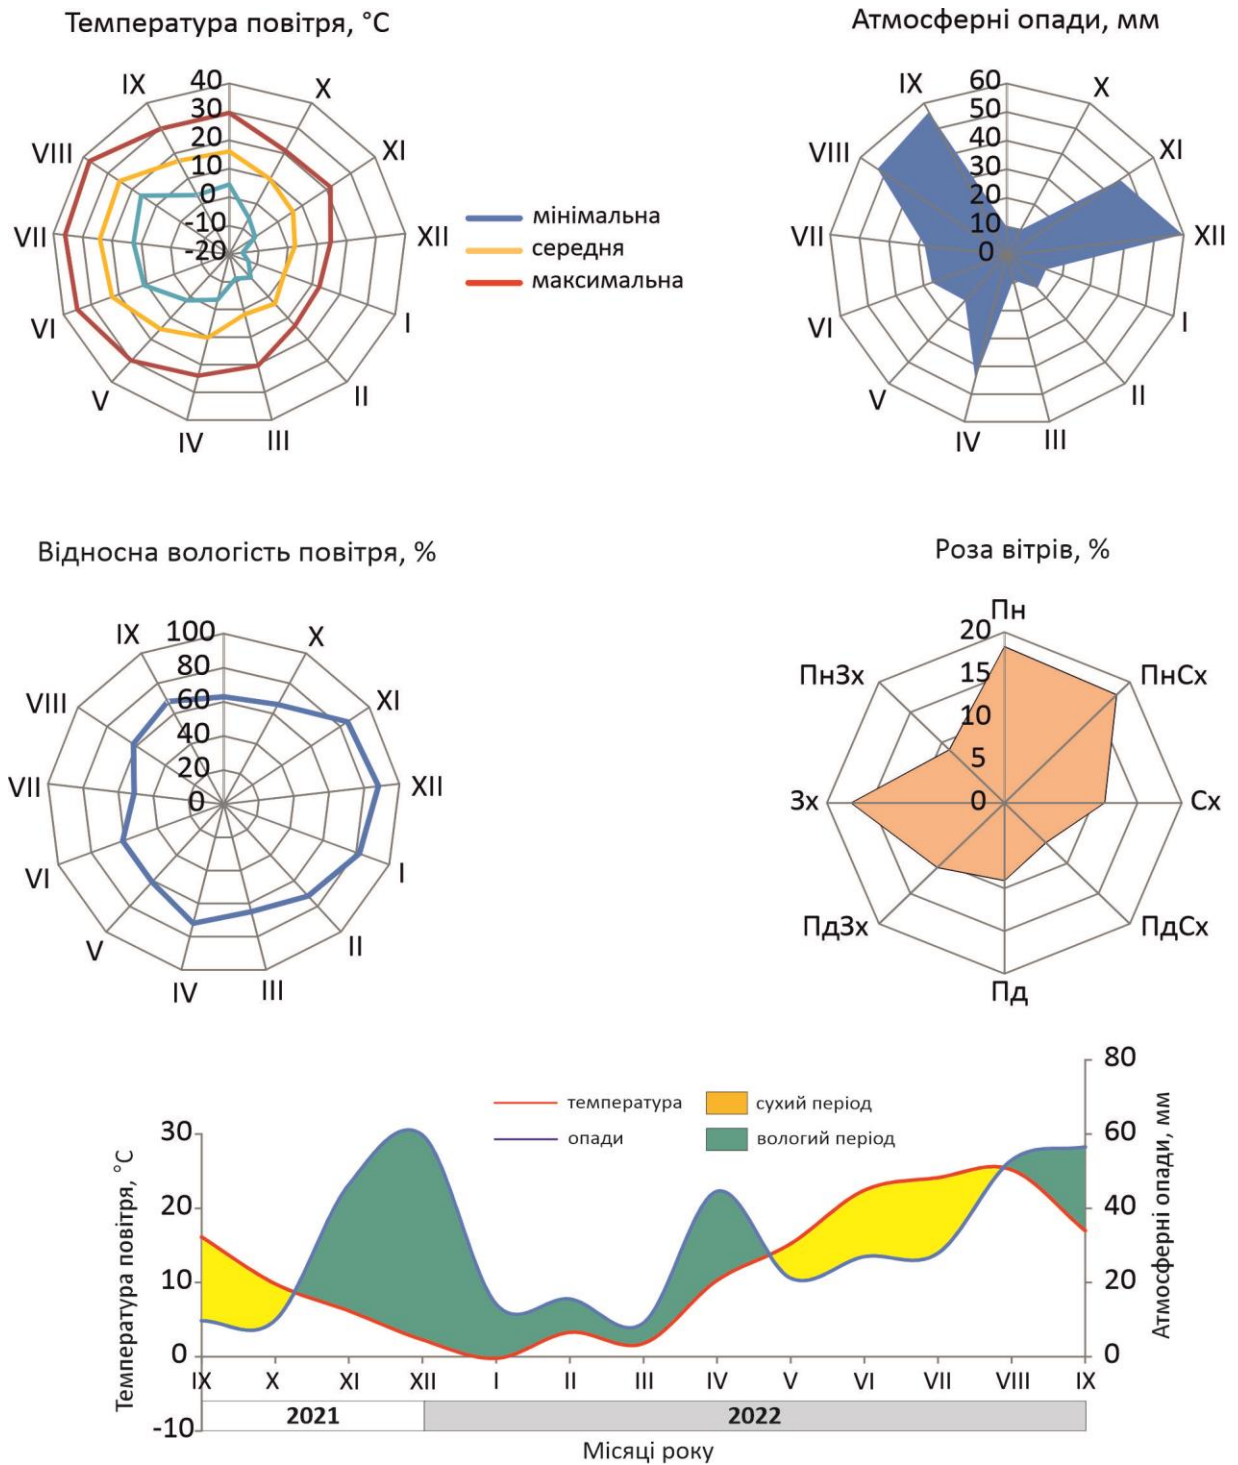 Температура повітря, °C
40
30
20
10
0
-10
-20
IX
X
VIII
XI
VII
XII
VI
I
V
II
IV
III
мінімальна
середня
максимальна
Атмосферні опади, мм
60
50
40
30
20
10
0
IX
X
VIII
XI
VII
XII
VI
I
V
II
IV
III
Відносна вологість повітря, %
100
80
60
40
20
0
IX
X
VIII
XI
VII
XII
VI
I
V
II
IV
III
Роза вітрів, %
Пн
20
15
10
5
0
ПнЗх
ПнСх
Зх
Сх
ПдЗх
ПдСх
Пд
температура
опади
сухий період
вологий період
Температура повітря, °C
30
20
10
0
-10
80
60
40
20
0
Атмосферні опади, мм
IX X XI XII I II III IV V VI VII VIII IX
2021 2022
Місяці року